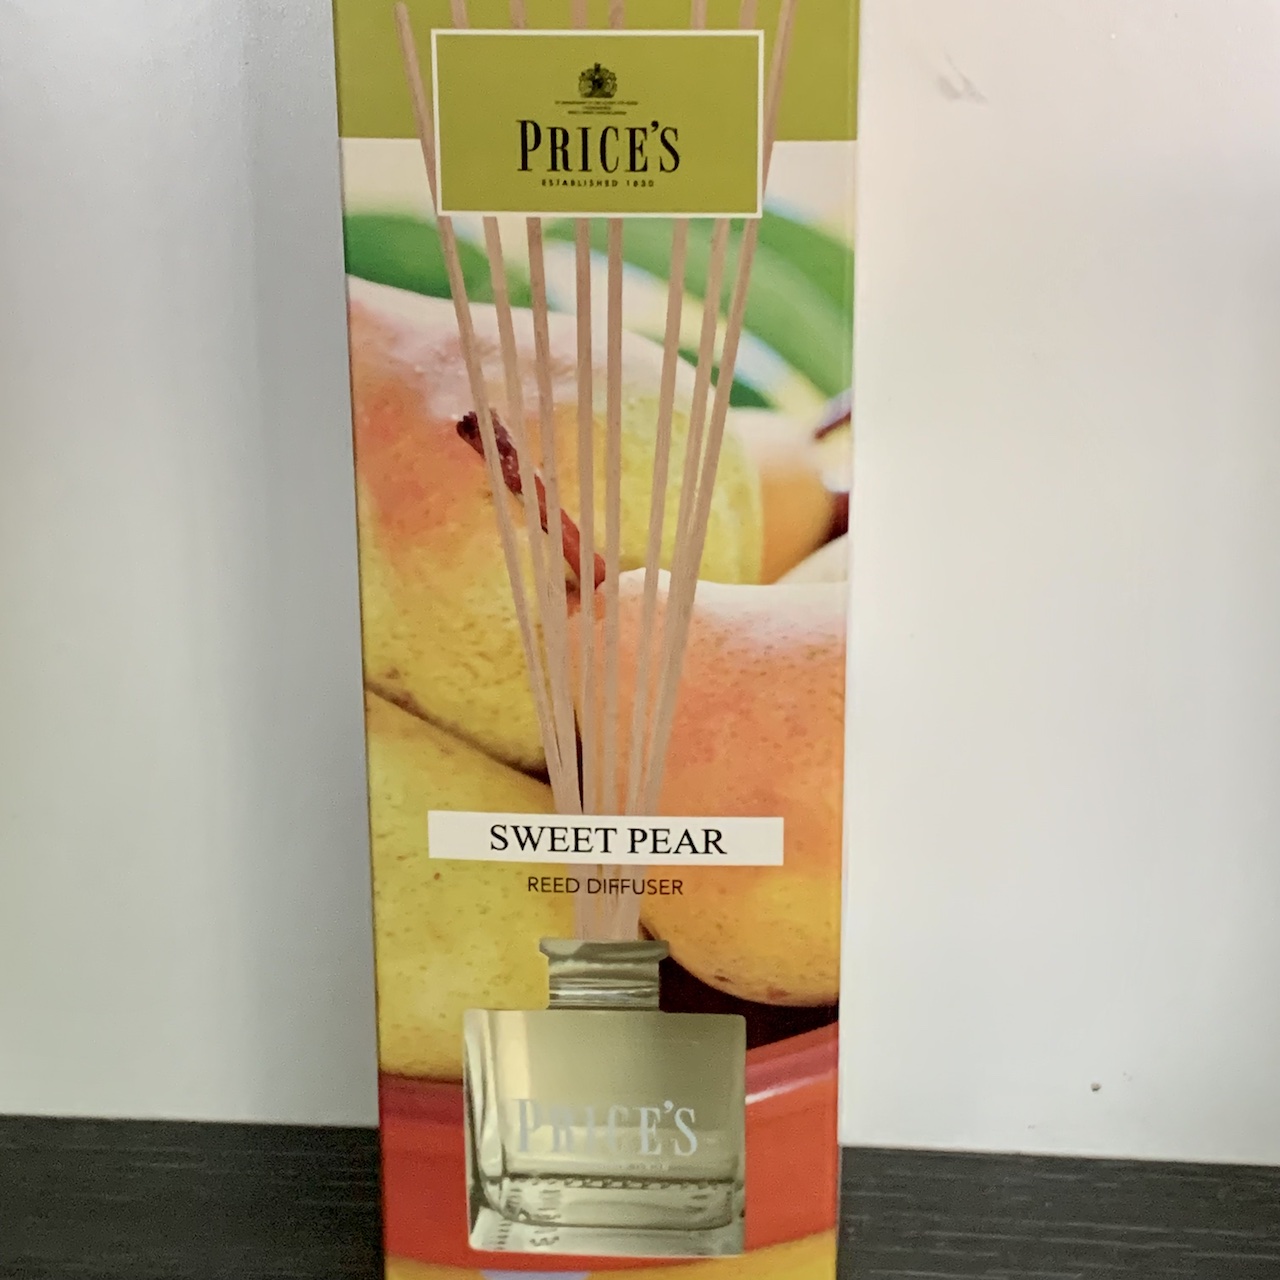 PRICE'S
ESTABLISHED 1830
SWEET PEAR
REED DIFFUSER
PRICE'S